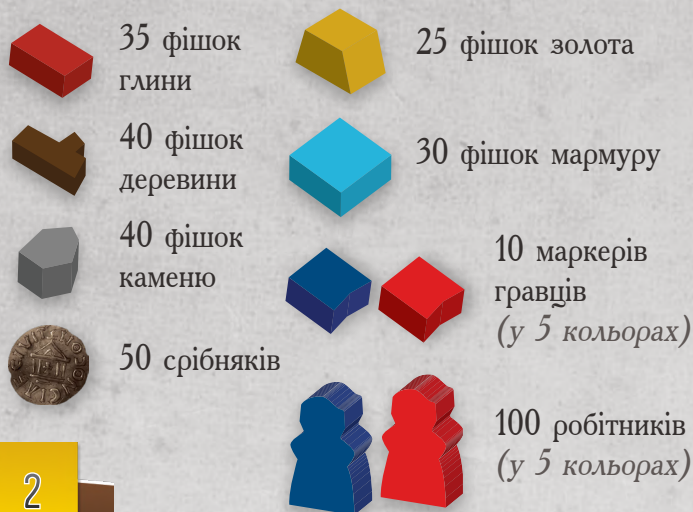 35 фішок
глини
40 фішок
деревини
40 фішок
каменю
50 срібняків
25 фішок золота
30 фішок мармуру
10 маркерів
гравців
(у 5 кольорах)
100 робітників
(у 5 кольорах)
2